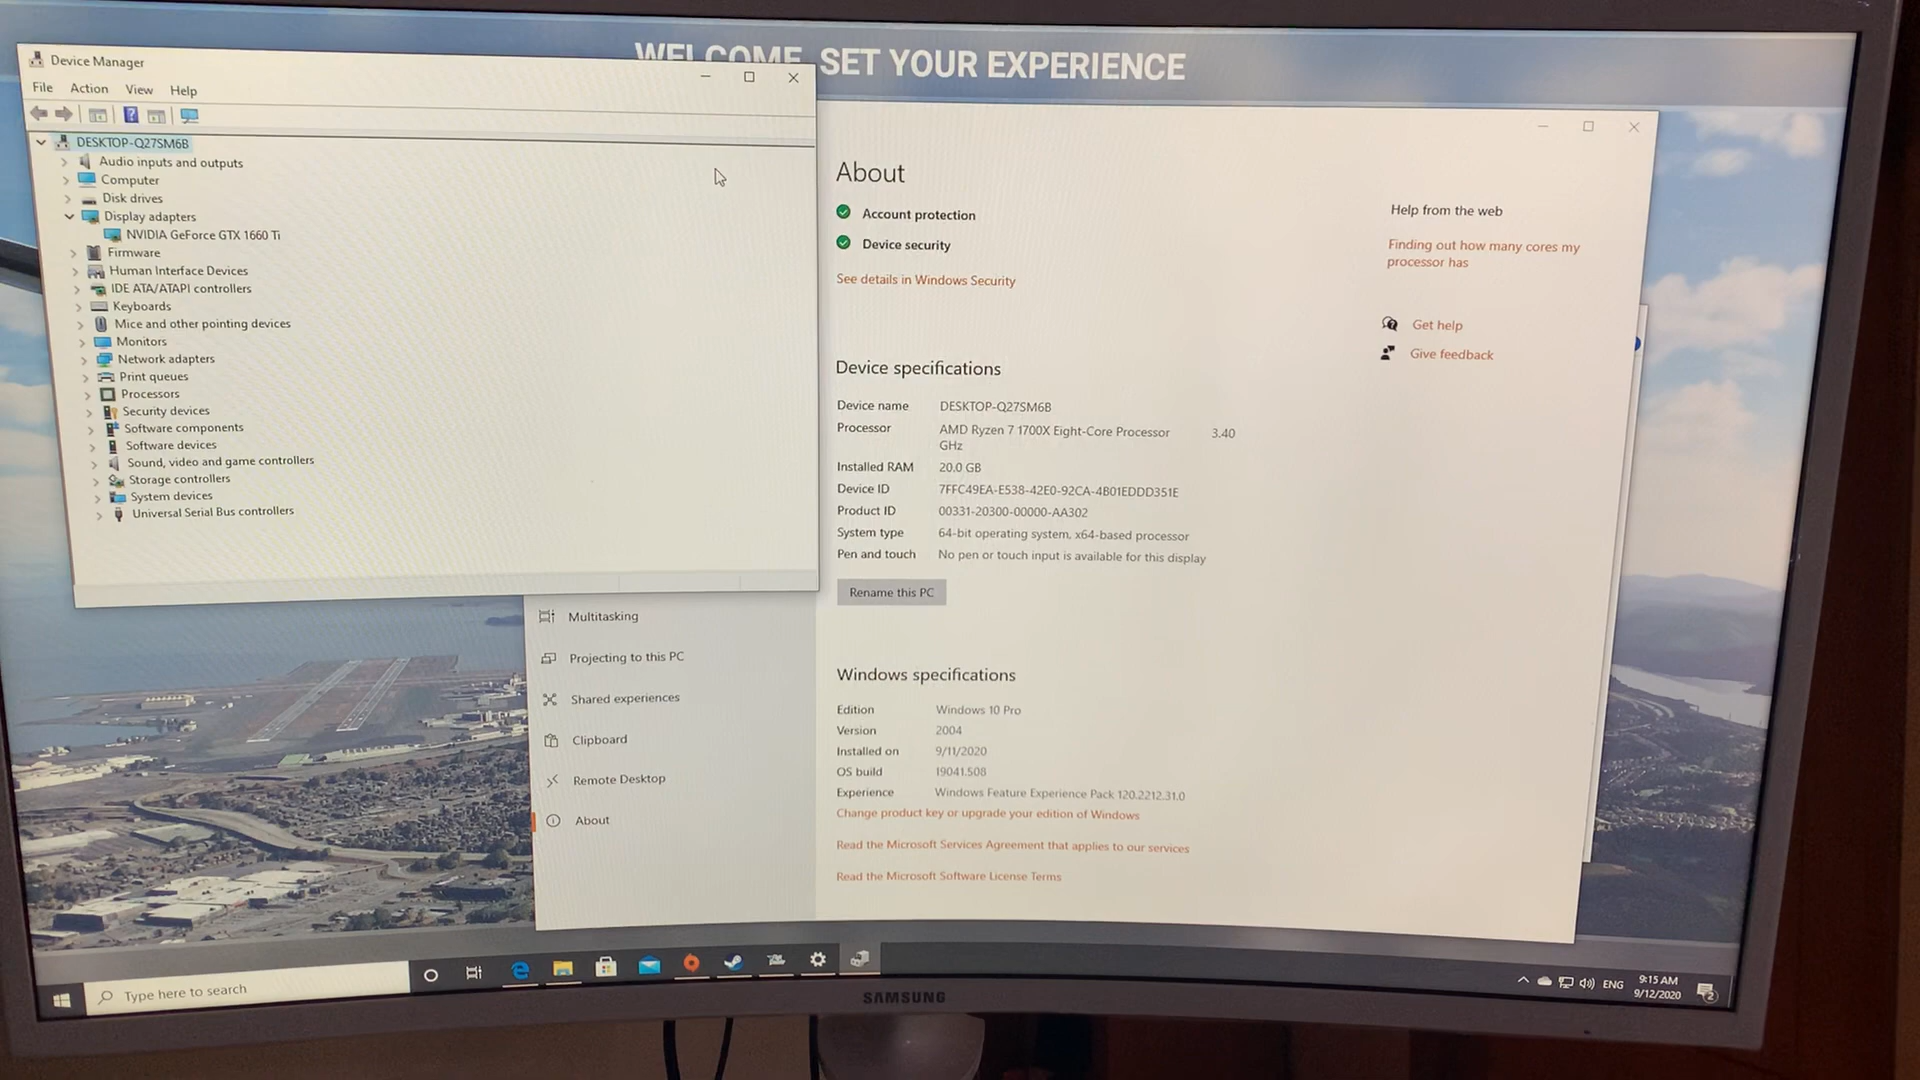 WELCOME, SET YOUR EXPERIENCE
Device Manager
File Action View Help
DESKTOP-Q27SM6B
Audio inputs and outputs
Computer
Disk drives
Display adapters
NVIDIA GeForce GTX 1660 Ti
Firmware
Human Interface Devices
IDE ATA/ATAPI controllers
Keyboards
Mice and other pointing devices
Monitors
Network adapters
Print queues
Processors
Security devices
Software components
Software devices
Sound, video and game controllers
Storage controllers
System devices
Universal Serial Bus controllers
Multitasking
Projecting to this PC
Shared experiences
Clipboard
Remote Desktop
About
About
Account protection
Device security
See details in Windows Security
Device specifications
Device name DESKTOP-Q27SM6B
Processor AMD Ryzen 7 1700X Eight-Core Processor 3.40
GHz
Installed RAM 20.0 GB
Device ID 7FFC49EA-E538-42E0-92CA-4B01EDDD351E
Product ID 00331-20300-00000-AA302
System type 64-bit operating system, x64-based processor
Pen and touch No pen or touch input is available for this display
Rename this PC
Windows specifications
Edition Windows 10 Pro
Version 2004
Installed on 9/11/2020
OS build 19041.508
Experience Windows Feature Experience Pack 120.2212.31.0
Change product key or upgrade your edition of Windows
Read the Microsoft Services Agreement that applies to our services
Read the Microsoft Software License Terms
Help from the web
Finding out how many cores my
processor has
Get help
Give feedback
Type here to search
ENG
9:15 AM
9/12/2020
2
SAMSUNG